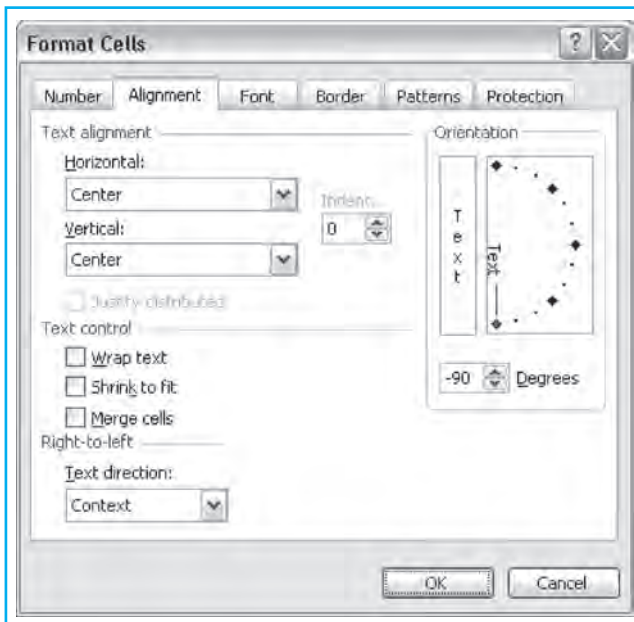 Format Cells
Number Alignment Font Border Patterns Protection
Text alignment
Horizontal:
Center
Indent:
0
Vertical:
Center
Justify distributed
Text control
Wrap text
Shrink to fit
Merge cells
Right-to-left
Text direction:
Context
Orientation
Text
Text
-90 Degrees
OK Cancel